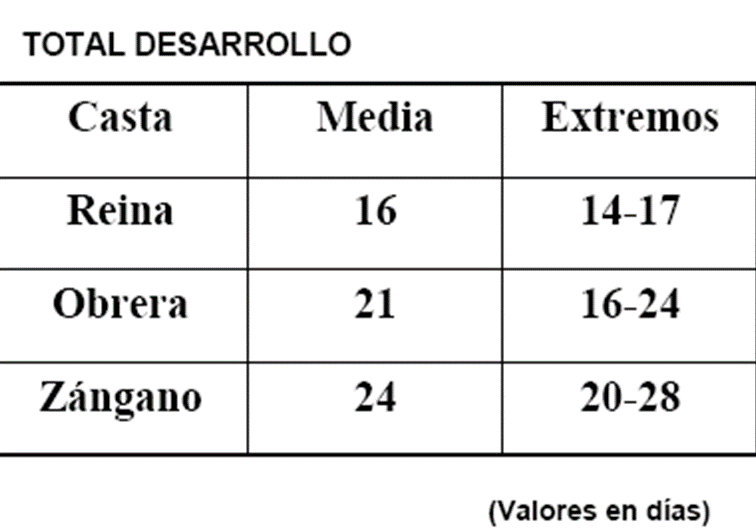 TOTAL DESARROLLO
Casta Media Extremos
Reina 16 14-17
Obrera 21 16-24
Zángano 24 20-28
(Valores en días)